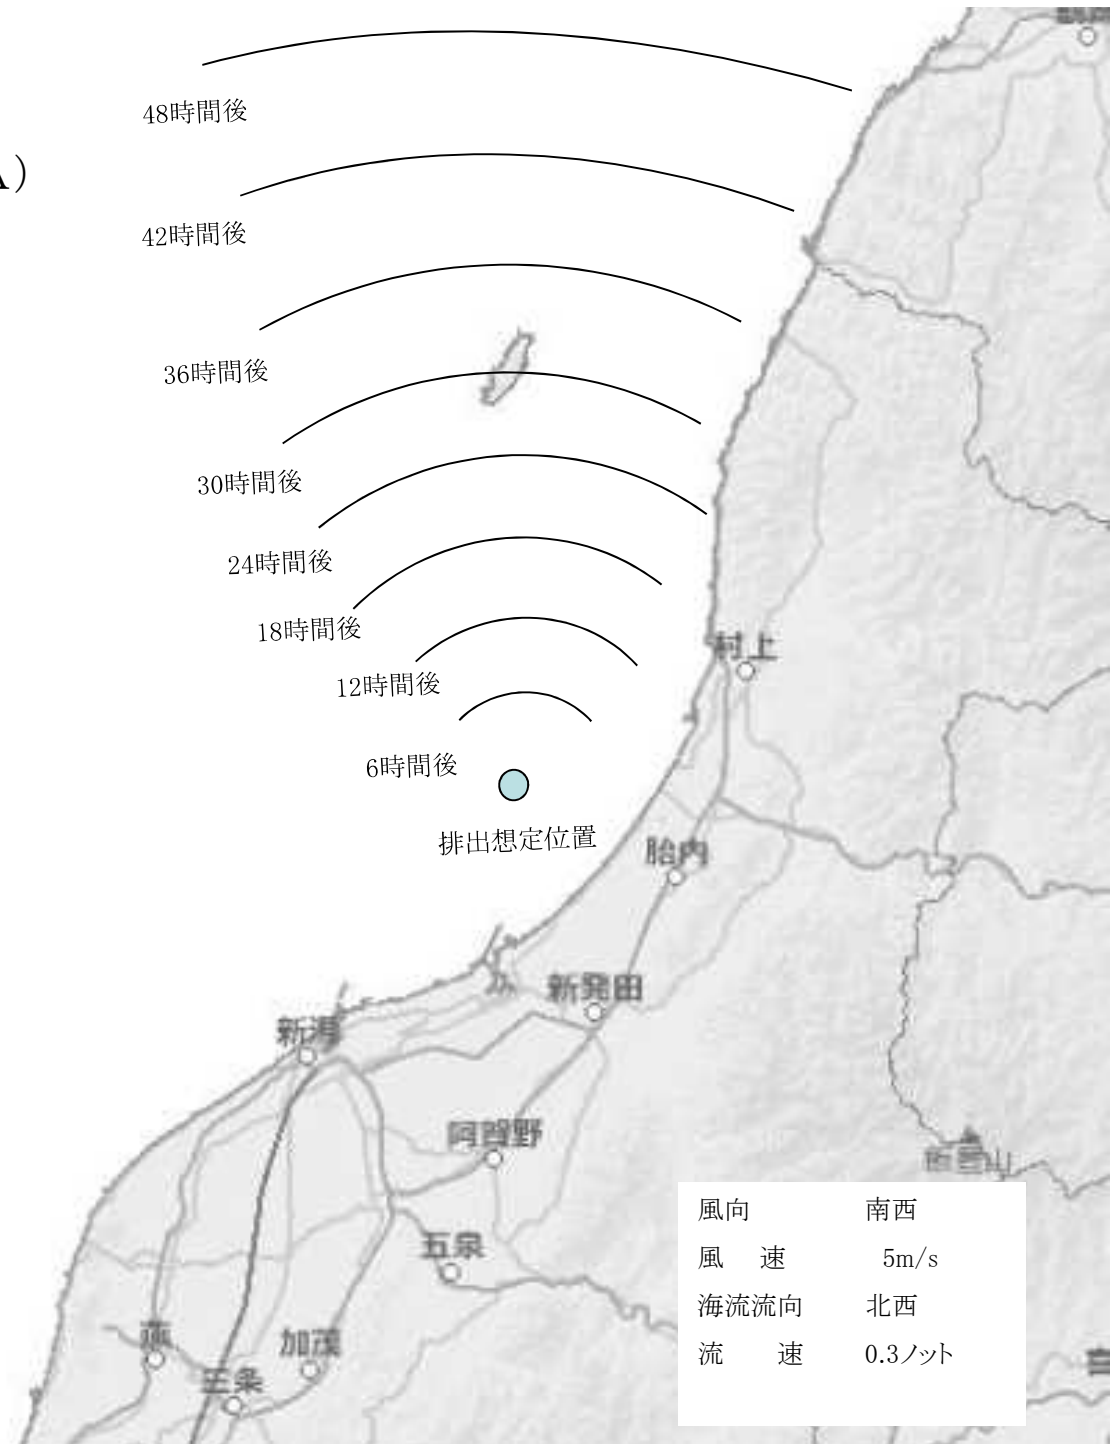 48時間後
A)
42時間後
36時間後
30時間後
24時間後
18時間後
12時間後
村上
6時間後
排出想定位置
胎内
新発田
新潟
阿賀野
飯豊山
風向 南西
五泉
風 速 5m/s
海流流向 北西
流 速 0.3ノット
燕
加茂
三条